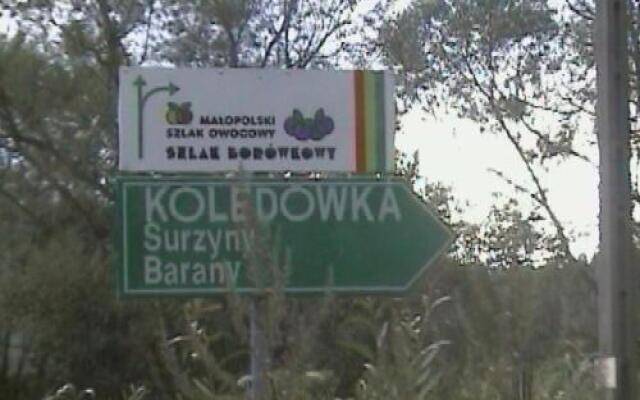 MAŁOPOLSKI
SZLAK OWOCOWY
SZLAK BORÓWKOWY
KOLĘDÓWKA
Surzyny
Barany